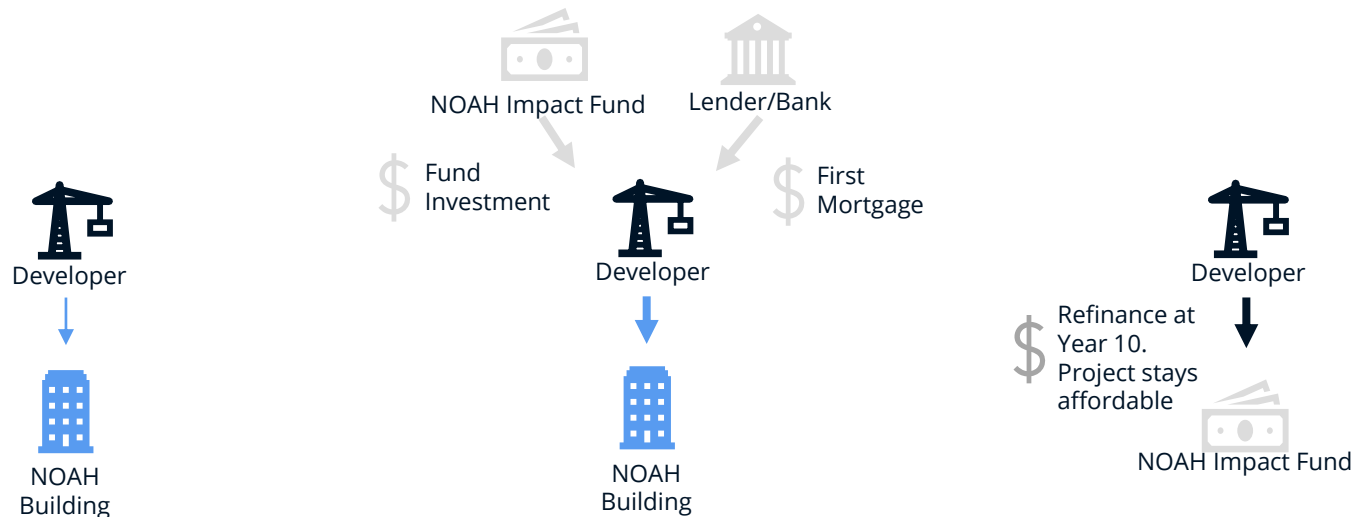 Developer
NOAH
Building
NOAH Impact Fund
Lender/Bank
Fund
Investment
First
Mortgage
Developer
NOAH
Building
Developer
Refinance at
Year 10.
Project stays
affordable
NOAH Impact Fund